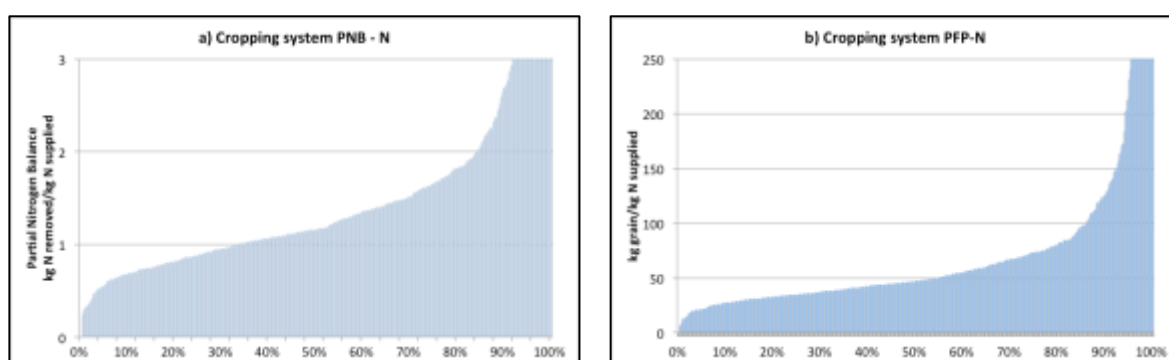 a) Cropping system PNB - N
Partial Nitrogen Balance
kg N removed/kg N supplied
3
2
1
0
0% 10% 20% 30% 40% 50% 60% 70% 80% 90% 100%
b) Cropping system PFP-N
kg grain/kg N supplied
250
200
150
100
50
0
0% 10% 20% 30% 40% 50% 60% 70% 80% 90% 100%